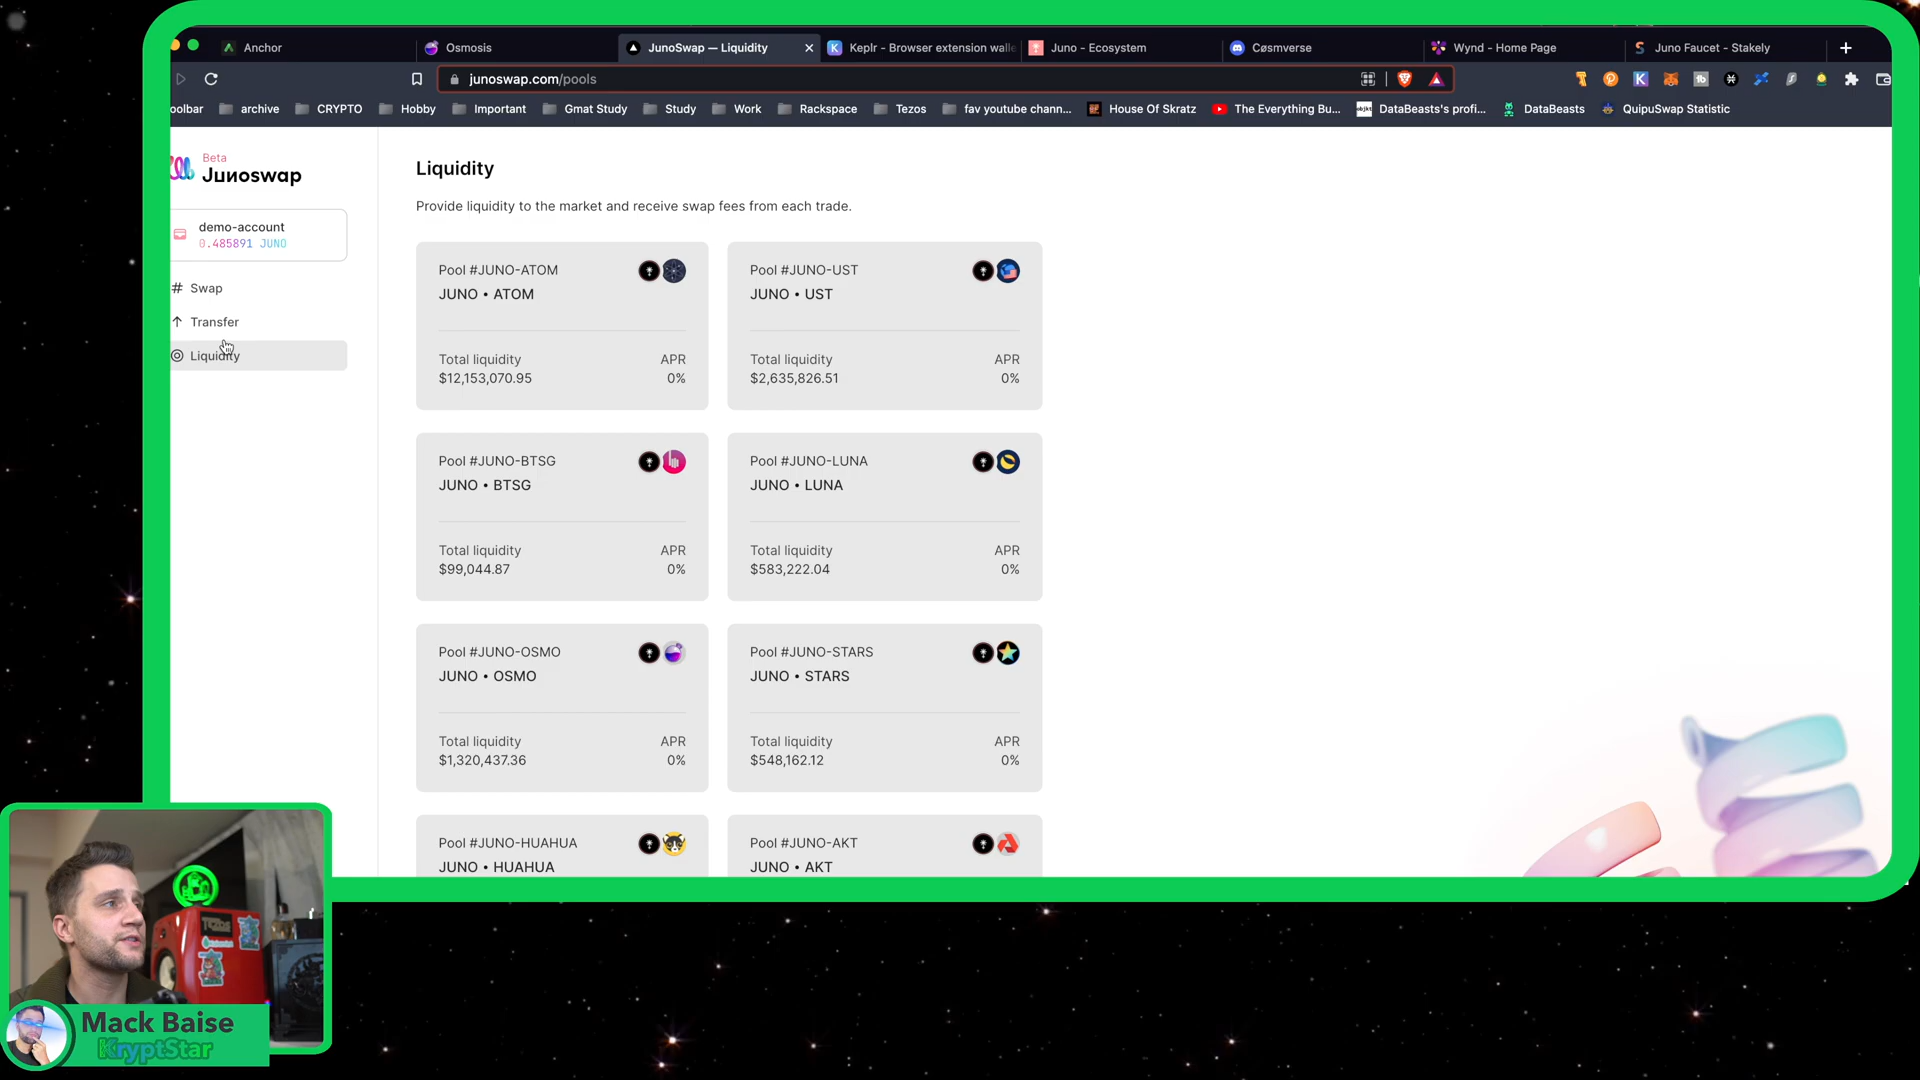 Anchor
Osmosis
JunoSwap — Liquidity
Keplr - Browser extension walle
Juno - Ecosystem
Cøsmverse
Wynd - Home Page
Juno Faucet - Stakely
junoswap.com/pools
oolbar
archive
CRYPTO
Hobby
Important
Gmat Study
Study
Work
Rackspace
Tezos
fav youtube chann...
House Of Skratz
The Everything Bu...
DataBeasts's profi...
DataBeasts
QuipuSwap Statistic
Beta
Junoswap
demo-account
0.485891 JUNO
Swap
Transfer
Liquidity
Liquidity
Provide liquidity to the market and receive swap fees from each trade.
Pool #JUNO-ATOM
JUNO • ATOM
Total liquidity APR
$12,153,070.95 0%
Pool #JUNO-UST
JUNO • UST
Total liquidity APR
$2,635,826.51 0%
Pool #JUNO-BTSG
JUNO • BTSG
Total liquidity APR
$99,044.87 0%
Pool #JUNO-LUNA
JUNO • LUNA
Total liquidity APR
$583,222.04 0%
Pool #JUNO-OSMO
JUNO • OSMO
Total liquidity APR
$1,320,437.36 0%
Pool #JUNO-STARS
JUNO • STARS
Total liquidity APR
$548,162.12 0%
Pool #JUNO-HUAHUA
JUNO • HUAHUA
Pool #JUNO-AKT
JUNO • AKT
TEZOS
Mack Baise
KryptStar